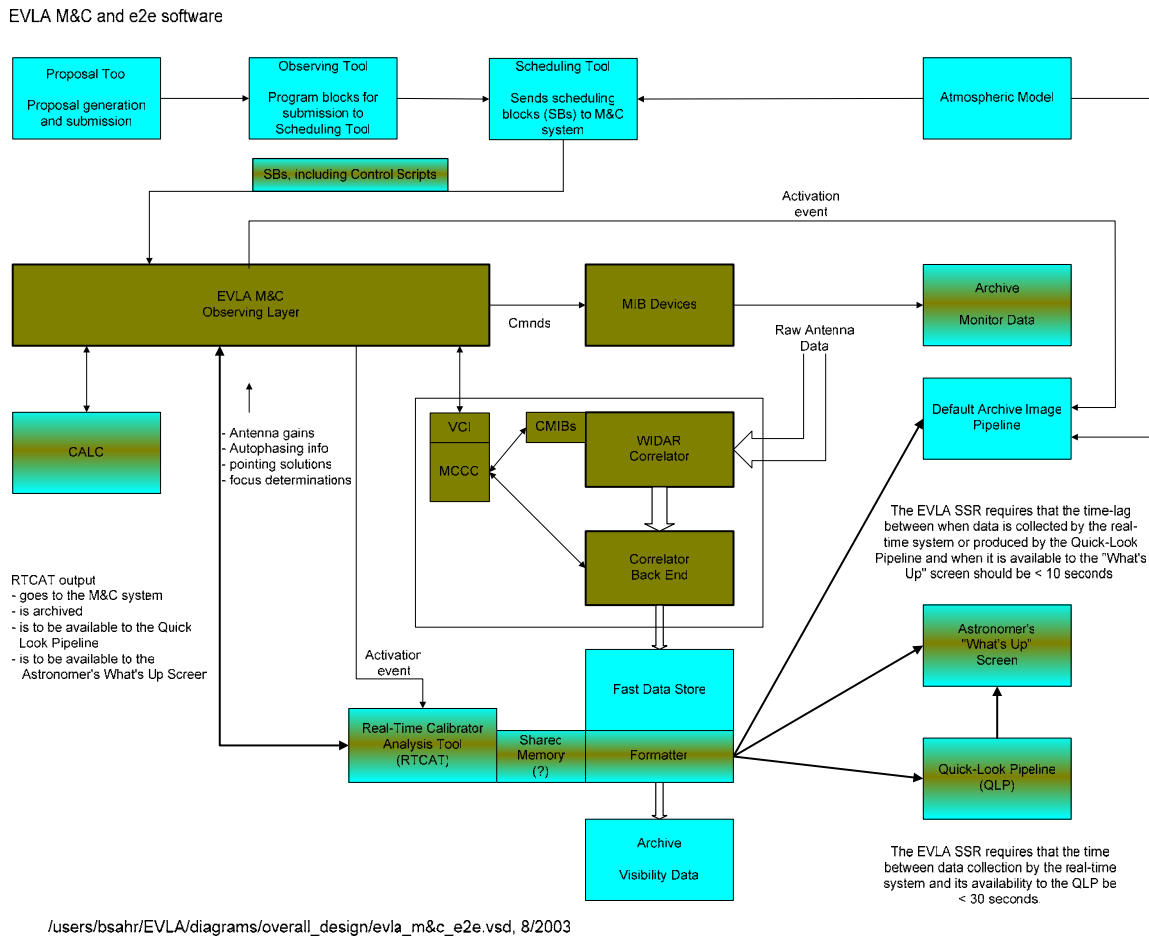 EVLA M&C and e2e software
Proposal Too
Proposal generation
and submission
Observing Tool
Program blocks for
submission to
Scheduling Tool
Scheduling Tool
Sends scheduling
blocks (SBs) to M&C
system
Atmospheric Model
SBs, including Control Scripts
Activation
event
EVLA M&C
Observing Layer
Cmnds
MIB Devices
Archive
Monitor Data
Raw Antenna
Data
CALC
- Antenna gains
- Autophasing info
- pointing solutions
- focus determinations
VCI
MCCC
CMIBs
WIDAR
Correlator
Default Archive Image
Pipeline
The EVLA SSR requires that the time-lag
between when data is collected by the real-
time system or produced by the Quick-Look
Pipeline and when it is available to the "What's
Up" screen should be < 10 seconds
Correlator
Back End
RTCAT output
- goes to the M&C system
- is archived
- is to be available to the Quick
Look Pipeline
- is to be available to the
Astronomer's What's Up Screen
Activation
event
Fast Data Store
Astronomer's
"What's Up"
Screen
Real-Time Calibrator
Analysis Tool
(RTCAT)
Shared
Memory
(?)
Formatter
Quick-Look Pipeline
(QLP)
Archive
Visibility Data
The EVLA SSR requires that the time
between data collection by the real-time
system and its availability to the QLP be
< 30 seconds.
/users/bsahr/EVLA/diagrams/overall_design/evla_m&c_e2e.vsd, 8/2003